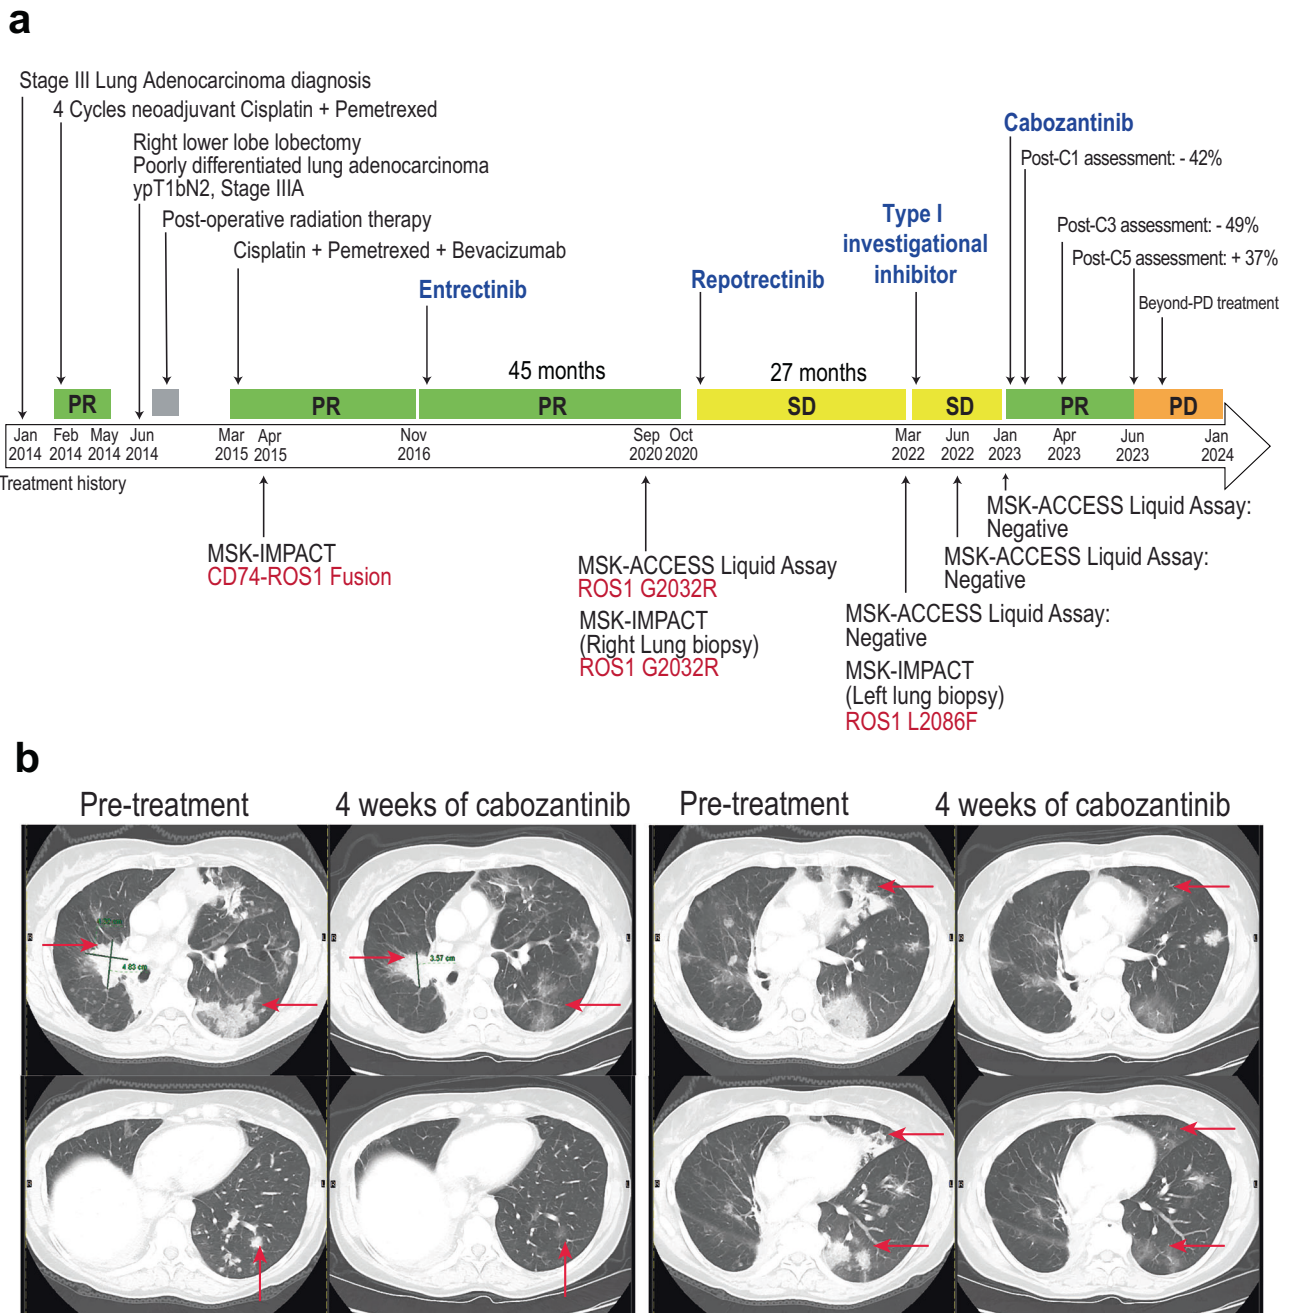 a
Stage III Lung Adenocarcinoma diagnosis
4 Cycles neoadjuvant Cisplatin + Pemetrexed
Right lower lobe lobectomy
Poorly differentiated lung adenocarcinoma
ypT1bN2, Stage IIIA
Post-operative radiation therapy
Cisplatin + Pemetrexed + Bevacizumab
Entrectinib
Repotrectinib
Type I
investigational
inhibitor
Cabozantinib
Post-C1 assessment: - 42%
Post-C3 assessment: - 49%
Post-C5 assessment: + 37%
Beyond-PD treatment
45 months
27 months
PR PR PR SD SD PR PD
Jan Feb May Jun Mar Apr Nov Sep Oct Mar Jun Jan Apr Jun Jan
2014 2014 2014 2014 2015 2015 2016 2020 2020 2022 2022 2023 2023 2023 2024
Treatment history
MSK-IMPACT
CD74-ROS1 Fusion
MSK-ACCESS Liquid Assay
ROS1 G2032R
MSK-IMPACT
(Right Lung biopsy)
ROS1 G2032R
MSK-ACCESS Liquid Assay:
Negative
MSK-IMPACT
(Left lung biopsy)
ROS1 L2086F
MSK-ACCESS Liquid Assay:
Negative
MSK-ACCESS Liquid Assay:
Negative
b
Pre-treatment 4 weeks of cabozantinib Pre-treatment 4 weeks of cabozantinib
4.83 cm
3.57 cm